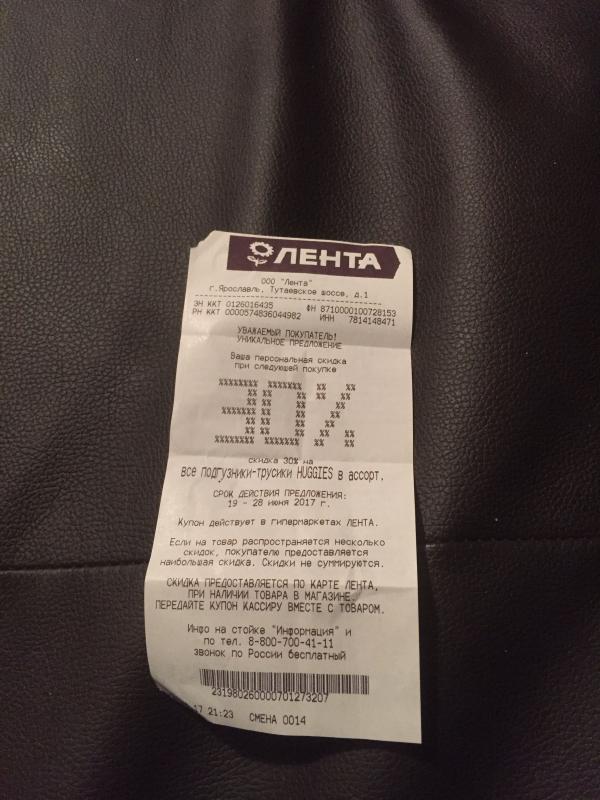 ЛЕНТА
ООО "Лента"
г.Ярославль, Тутаевское шоссе, д.1
ЗН ККТ 0126016435 ФН 8710000100728153
РН ККТ 0000574836044982 ИНН 7814148471
УВАЖАЕМЫЙ ПОКУПАТЕЛЬ!
УНИКАЛЬНОЕ ПРЕДЛОЖЕНИЕ
Ваша персональная скидка
при следующей покупке
30%
скидка 30% на
все подгузники-трусики HUGGIES в ассорт.
СРОК ДЕЙСТВИЯ ПРЕДЛОЖЕНИЯ:
19 - 28 июня 2017 г.
Купон действует в гипермаркетах ЛЕНТА.
Если на товар распространяется несколько
скидок, покупателю предоставляется
наибольшая скидка. Скидки не суммируются.
СКИДКА ПРЕДОСТАВЛЯЕТСЯ ПО КАРТЕ ЛЕНТА,
ПРИ НАЛИЧИИ ТОВАРА В МАГАЗИНЕ.
ПЕРЕДАЙТЕ КУПОН КАССИРУ ВМЕСТЕ С ТОВАРОМ.
Инфо на стойке "Информация" и
по тел. 8-800-700-41-11
звонок по России бесплатный
2319802600007012732​07
17 21:23 СМЕНА 0014